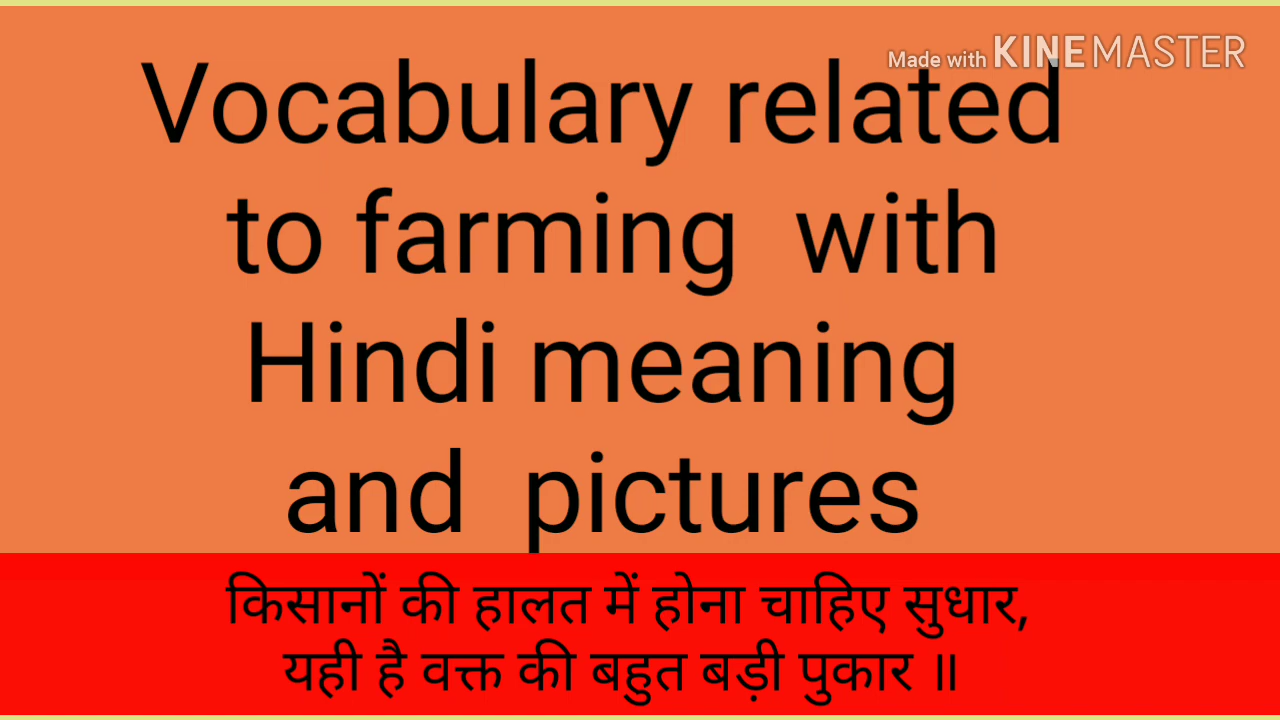 Made with KINEMASTER
Vocabulary related
to farming with
Hindi meaning
and pictures
किसानों की हालत में होना चाहिए सुधार,
यही है वक्त की बहुत बड़ी पुकार ॥